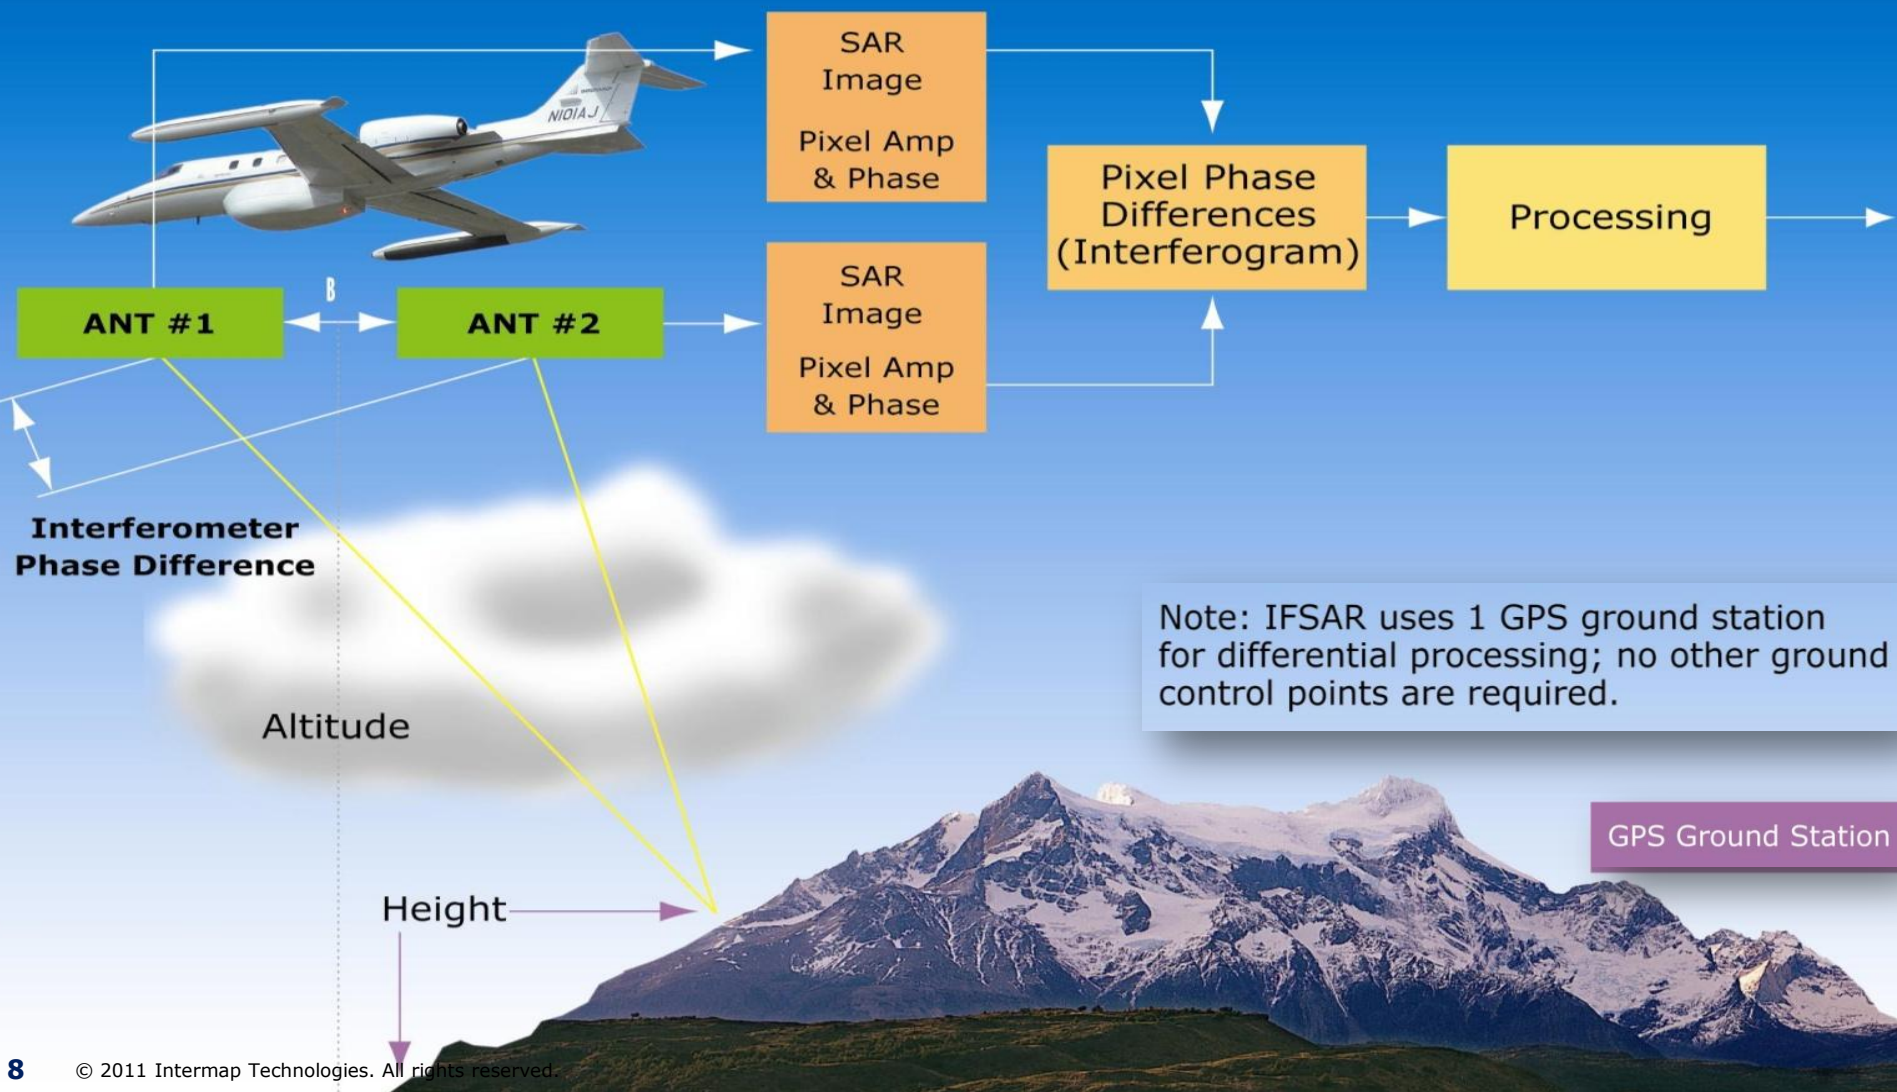 SAR
Image
Pixel Amp
& Phase
N101AJ
Pixel Phase
Differences
(Interferogram)
Processing
B
ANT #1
ANT #2
SAR
Image
Pixel Amp
& Phase
Interferometer
Phase Difference
Note: IFSAR uses 1 GPS ground station
for differential processing; no other ground
control points are required.
Altitude
GPS Ground Station
Height
8 © 2011 Intermap Technologies. All rights reserved.